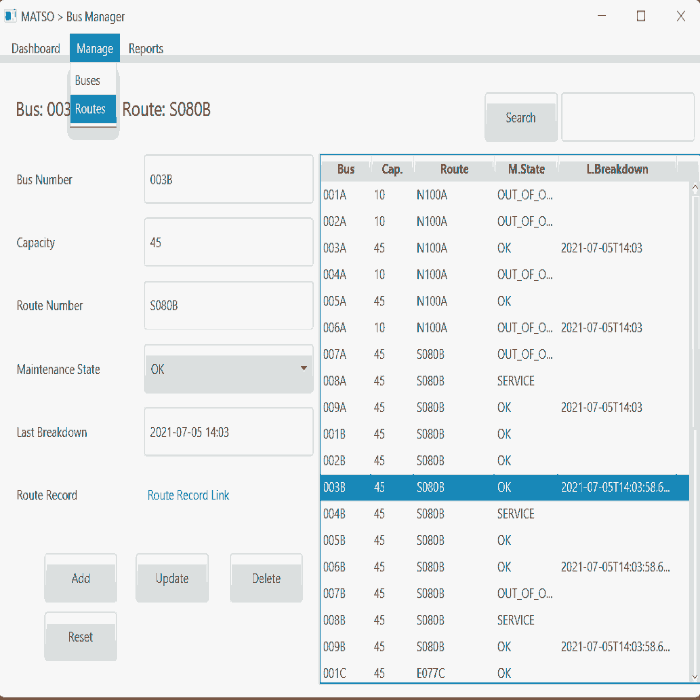 MATSO > Bus Manager
Dashboard Manage Reports
Buses
Routes
Bus: 003 Route: S080B
Search
Bus Number 003B
Capacity 45
Route Number S080B
Maintenance State OK
Last Breakdown 2021-07-05 14:03
Route Record Route Record Link
Add Update Delete
Reset
Bus Cap. Route M.State L.Breakdown
001A 10 N100A OUT_OF_O...
002A 10 N100A OUT_OF_O...
003A 45 N100A OK 2021-07-05T14:03
004A 10 N100A OUT_OF_O...
005A 45 N100A OK
006A 10 N100A OUT_OF_O... 2021-07-05T14:03
007A 45 S080B OUT_OF_O...
008A 45 S080B SERVICE
009A 45 S080B OK 2021-07-05T14:03
001B 45 S080B OK
002B 45 S080B OK
003B 45 S080B OK 2021-07-05T14:03:58.6...
004B 45 S080B SERVICE
005B 45 S080B OK
006B 45 S080B OK 2021-07-05T14:03:58.6...
007B 45 S080B OUT_OF_O...
008B 45 S080B SERVICE
009B 45 S080B OK 2021-07-05T14:03:58.6...
001C 45 E077C OK